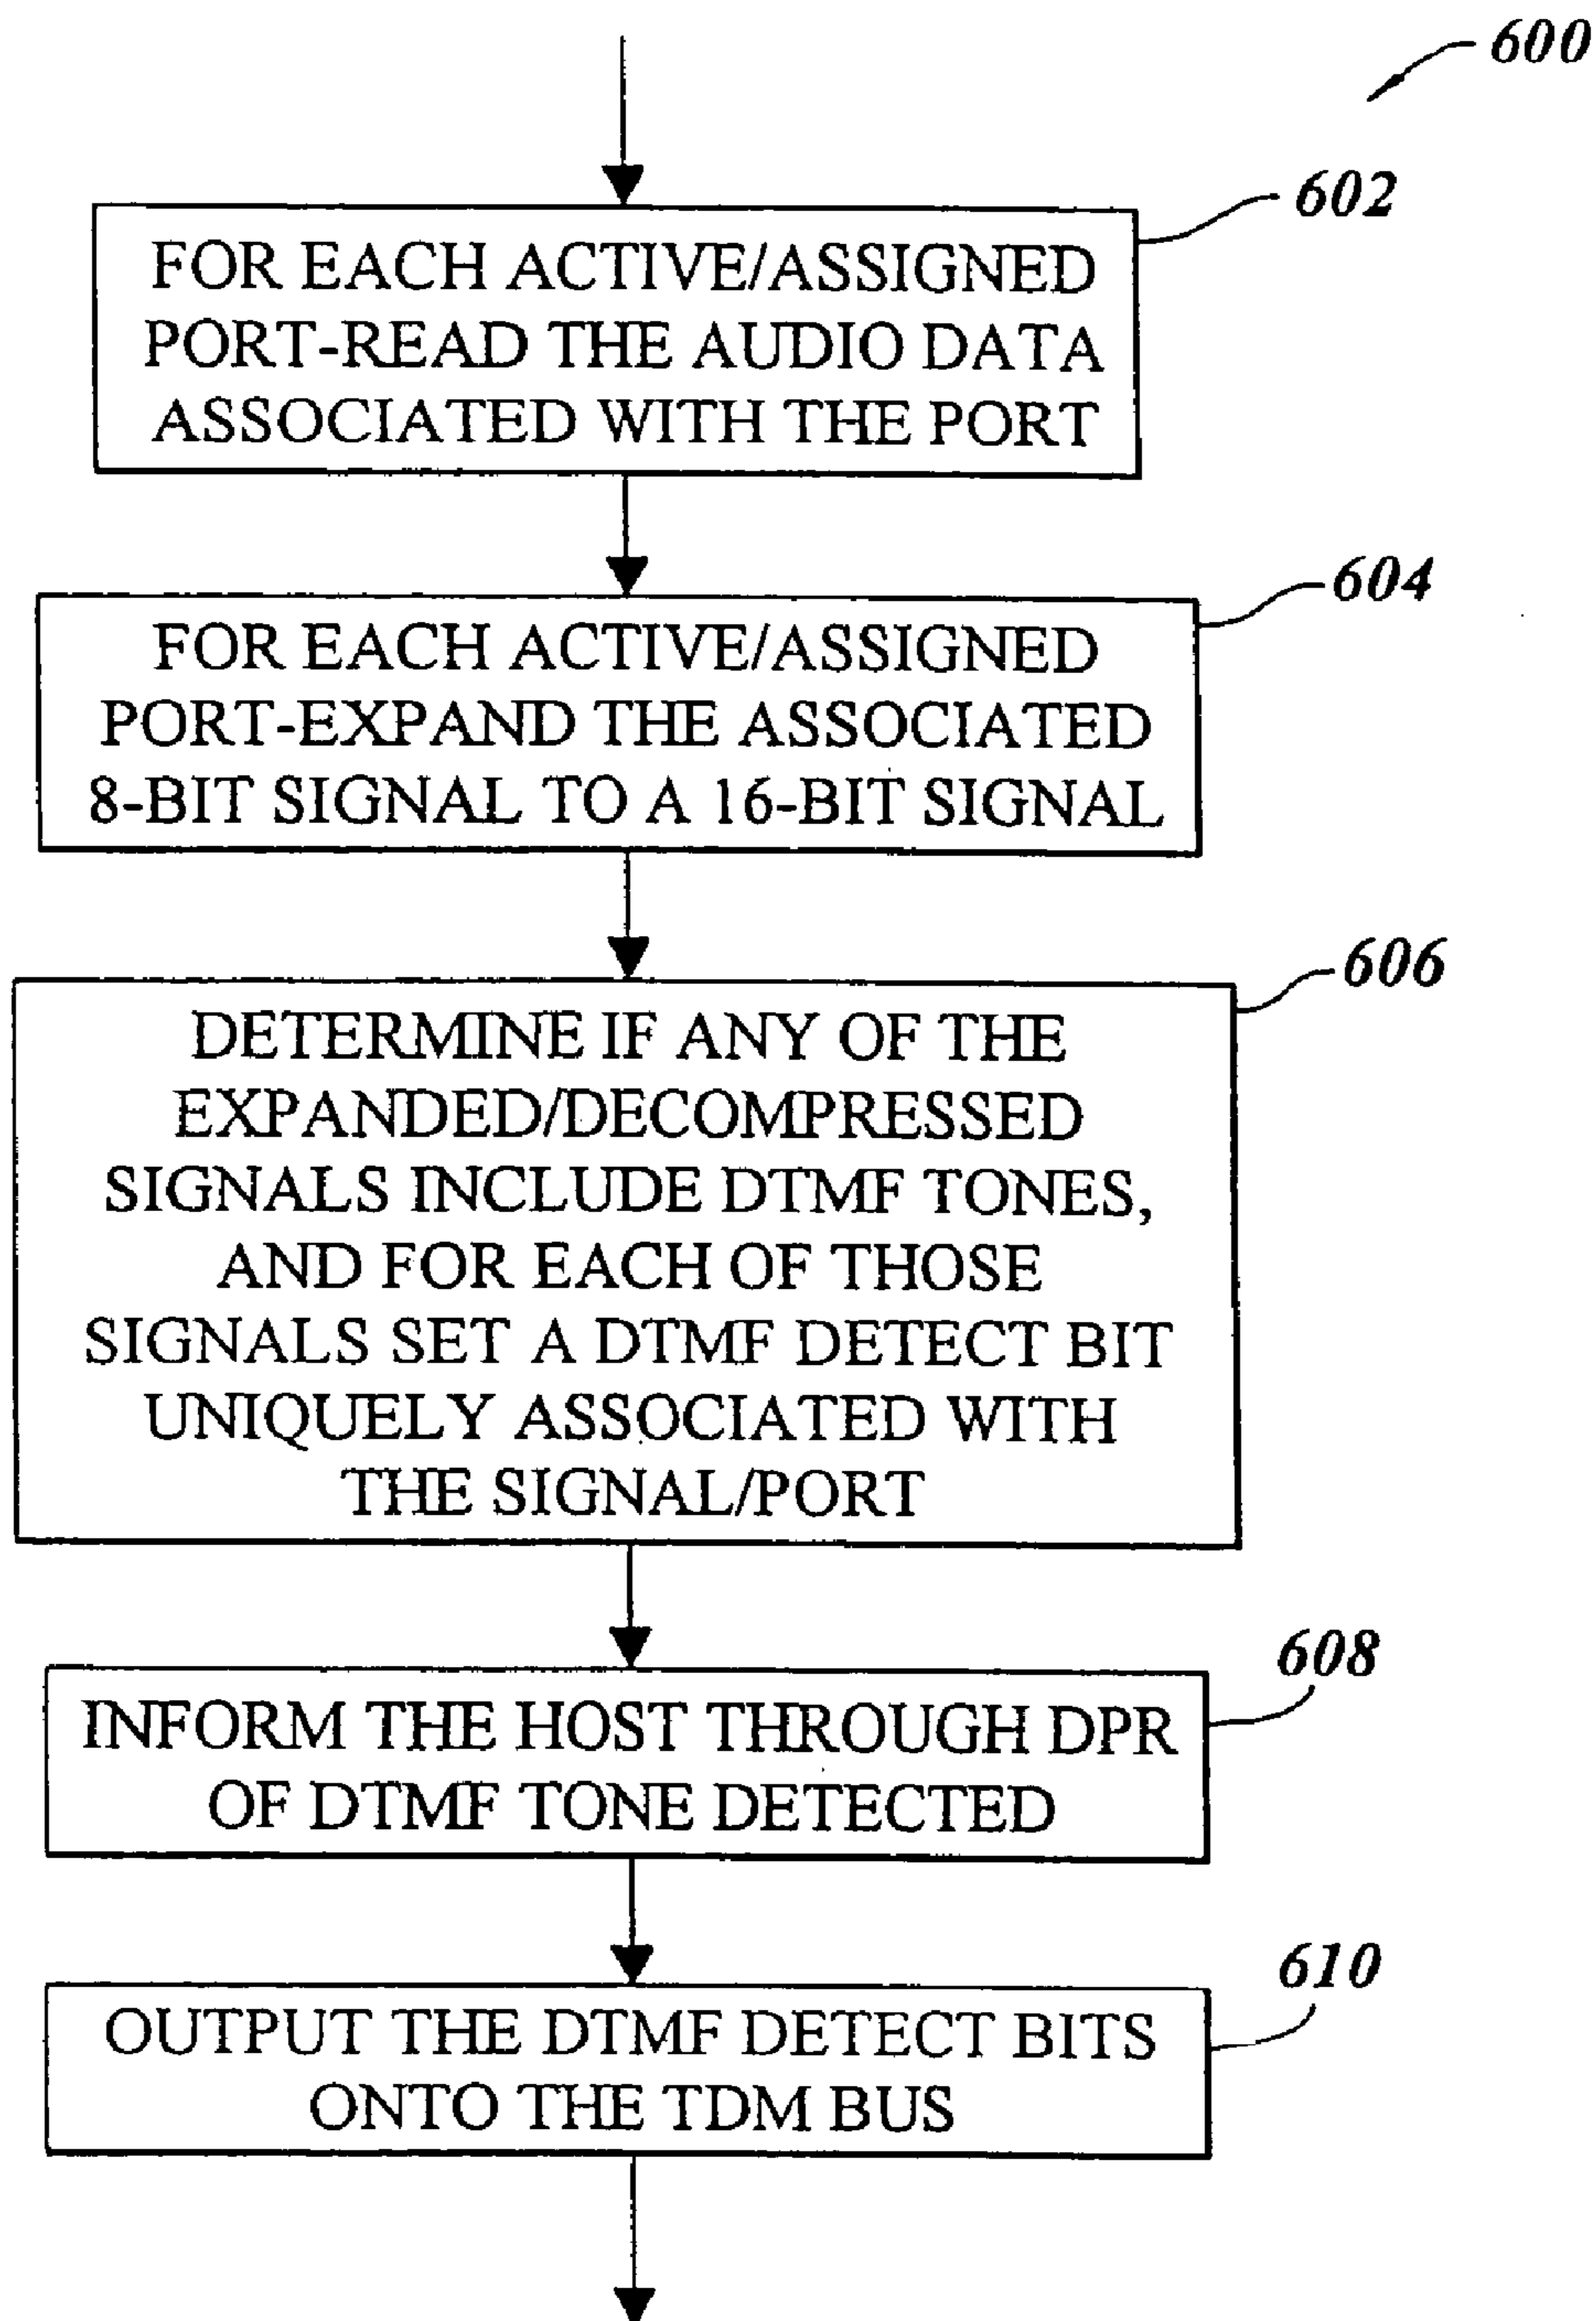 600
602
FOR EACH ACTIVE/ASSIGNED
PORT-READ THE AUDIO DATA
ASSOCIATED WITH THE PORT
604
FOR EACH ACTIVE/ASSIGNED
PORT-EXPAND THE ASSOCIATED
8-BIT SIGNAL TO A 16-BIT SIGNAL
606
DETERMINE IF ANY OF THE
EXPANDED/DECOMPRESSED
SIGNALS INCLUDE DTMF TONES,
AND FOR EACH OF THOSE
SIGNALS SET A DTMF DETECT BIT
UNIQUELY ASSOCIATED WITH
THE SIGNAL/PORT
608
INFORM THE HOST THROUGH DPR
OF DTMF TONE DETECTED
610
OUTPUT THE DTMF DETECT BITS
ONTO THE TDM BUS